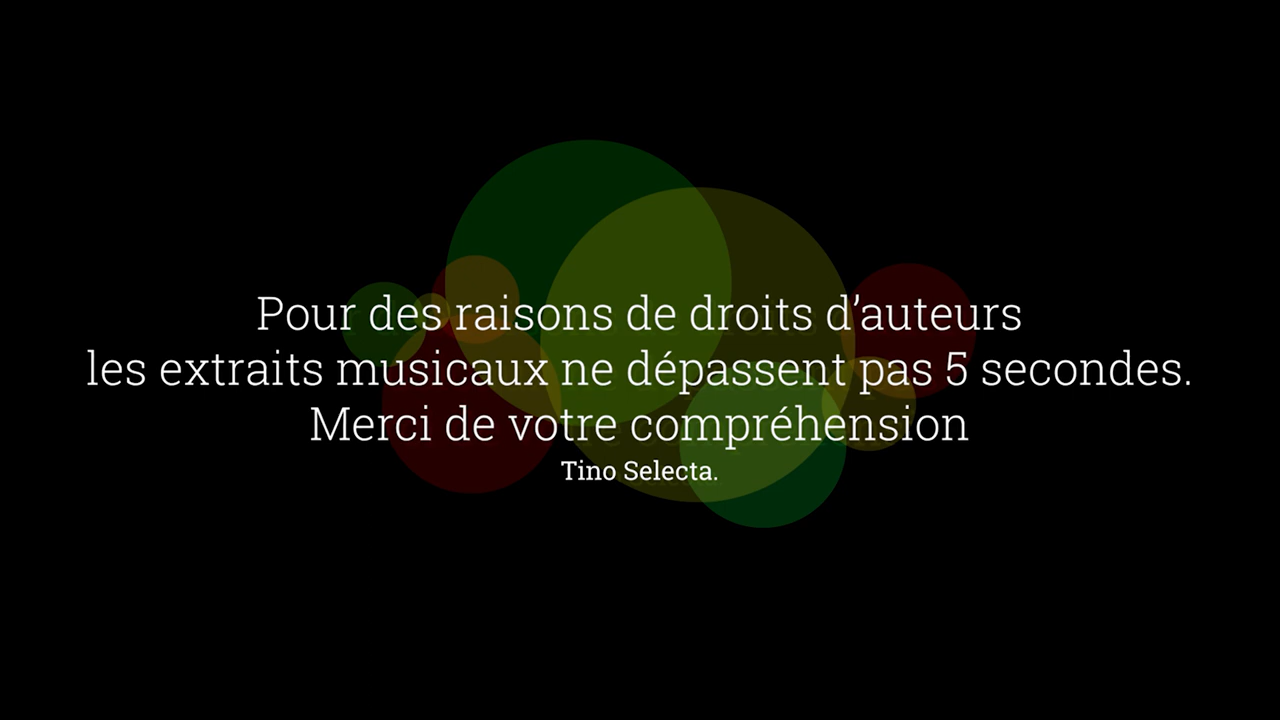 Pour des raisons de droits d’auteurs
les extraits musicaux ne dépassent pas 5 secondes.
Merci de votre compréhension
Tino Selecta.